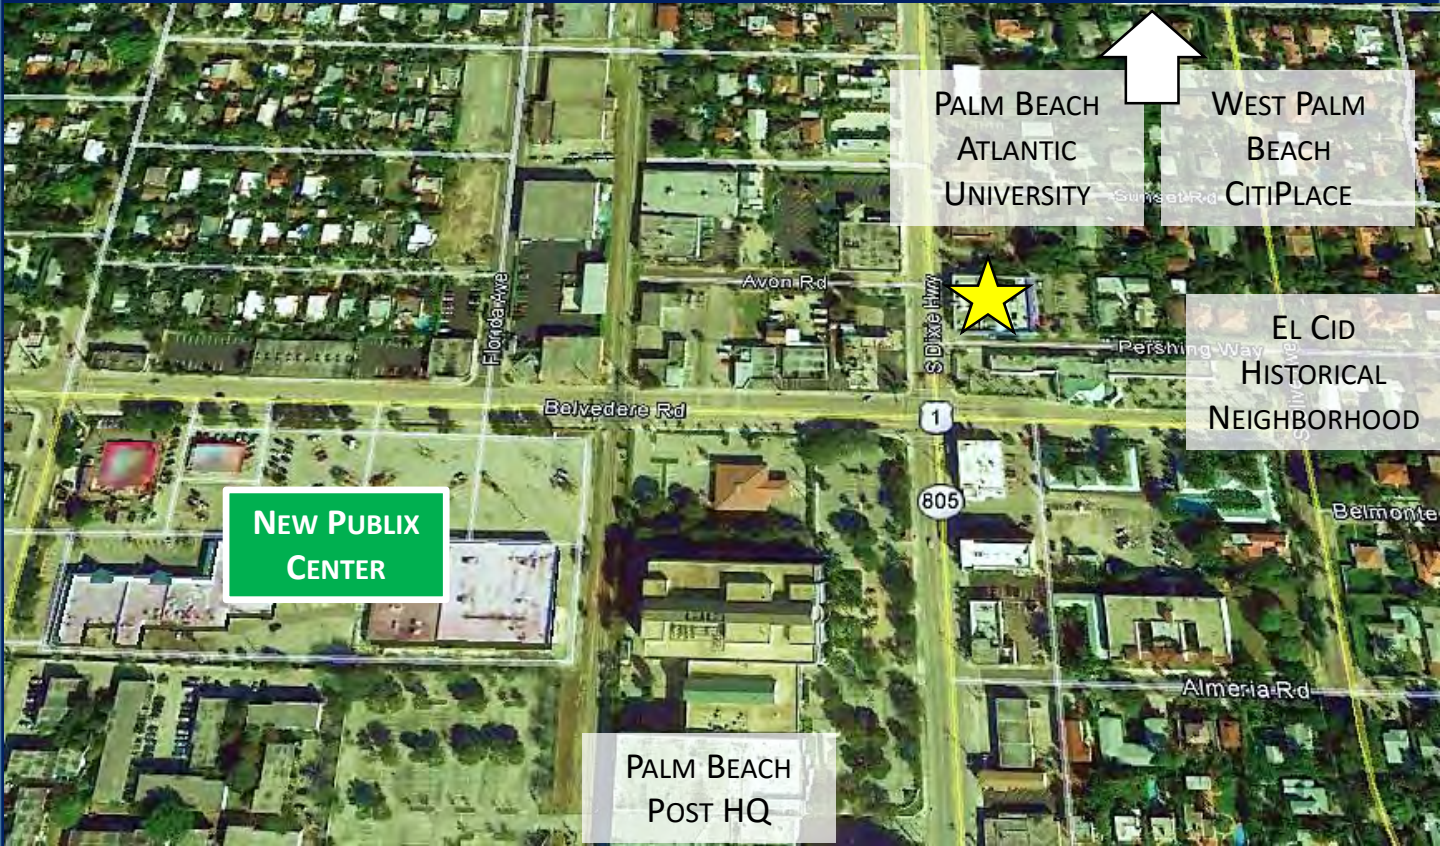 PALM BEACH
ATLANTIC
UNIVERSITY
WEST PALM
BEACH
CITIPLACE
Sunset Rd
Avon Rd
Florida Ave
S Dixie Hwy
Pershing Way
EL CID
HISTORICAL
NEIGHBORHOOD
Belvedere Rd
1
805
NEW PUBLIX
CENTER
Belmonte
Almeria Rd
PALM BEACH
POST HQ